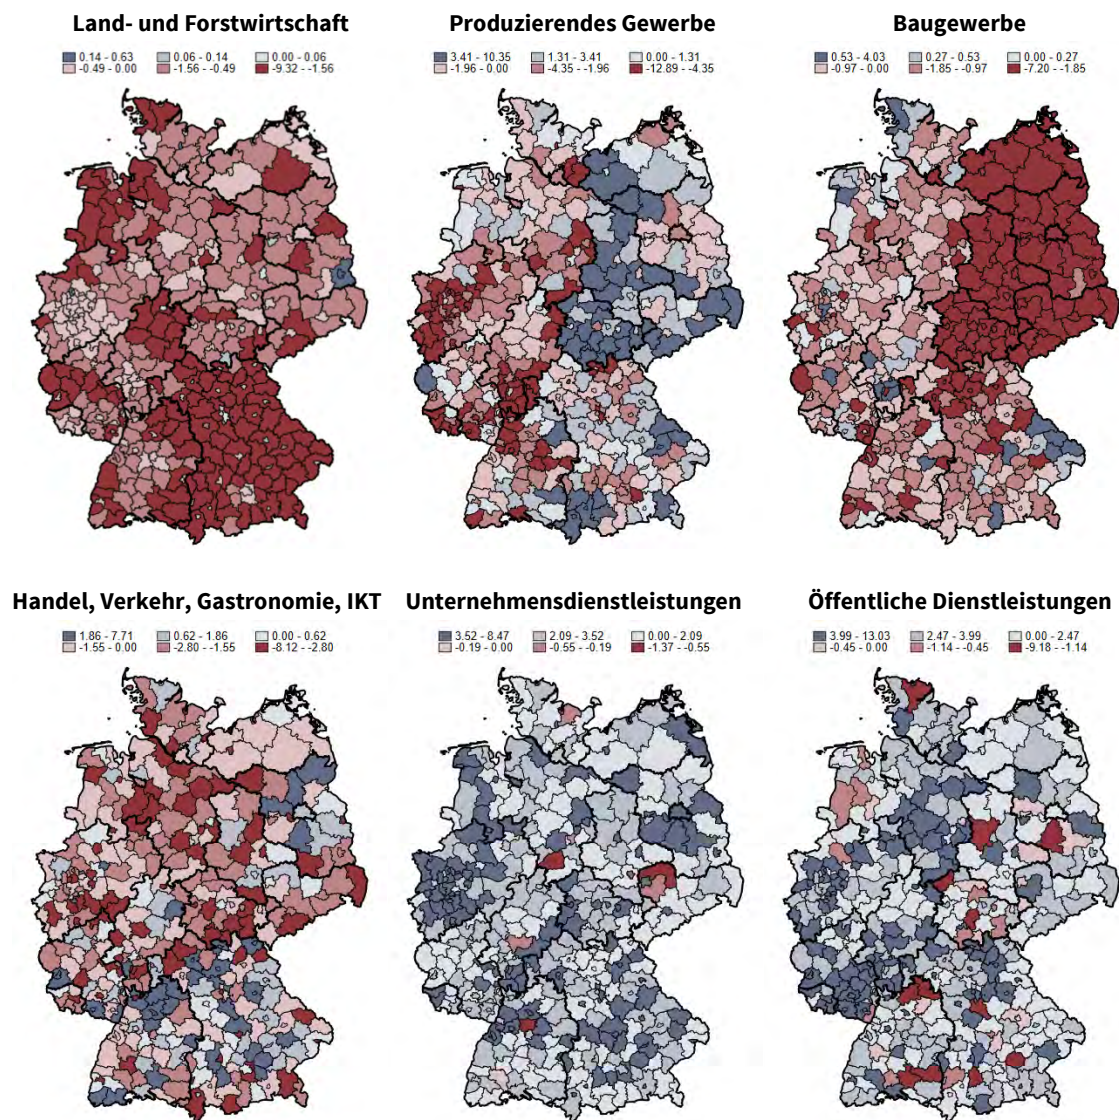 Land- und Forstwirtschaft
0.14 - 0.63 0.06 - 0.14 0.00 - 0.06
-0.49 - 0.00 -1.56 - -0.49 -9.32 - -1.56
Produzierendes Gewerbe
3.41 - 10.35 1.31 - 3.41 0.00 - 1.31
-1.96 - 0.00 -4.35 - -1.96 -12.89 - -4.35
Baugewerbe
0.53 - 4.03 0.27 - 0.53 0.00 - 0.27
-0.97 - 0.00 -1.85 - -0.97 -7.20 - -1.85
Handel, Verkehr, Gastronomie, IKT
1.86 - 7.71 0.62 - 1.86 0.00 - 0.62
-1.55 - 0.00 -2.80 - -1.55 -8.12 - -2.80
Unternehmensdienstleistungen
3.52 - 8.47 2.09 - 3.52 0.00 - 2.09
-0.19 - 0.00 -0.55 - -0.19 -1.37 - -0.55
Öffentliche Dienstleistungen
3.99 - 13.03 2.47 - 3.99 0.00 - 2.47
-0.45 - 0.00 -1.14 - -0.45 -9.18 - -1.14